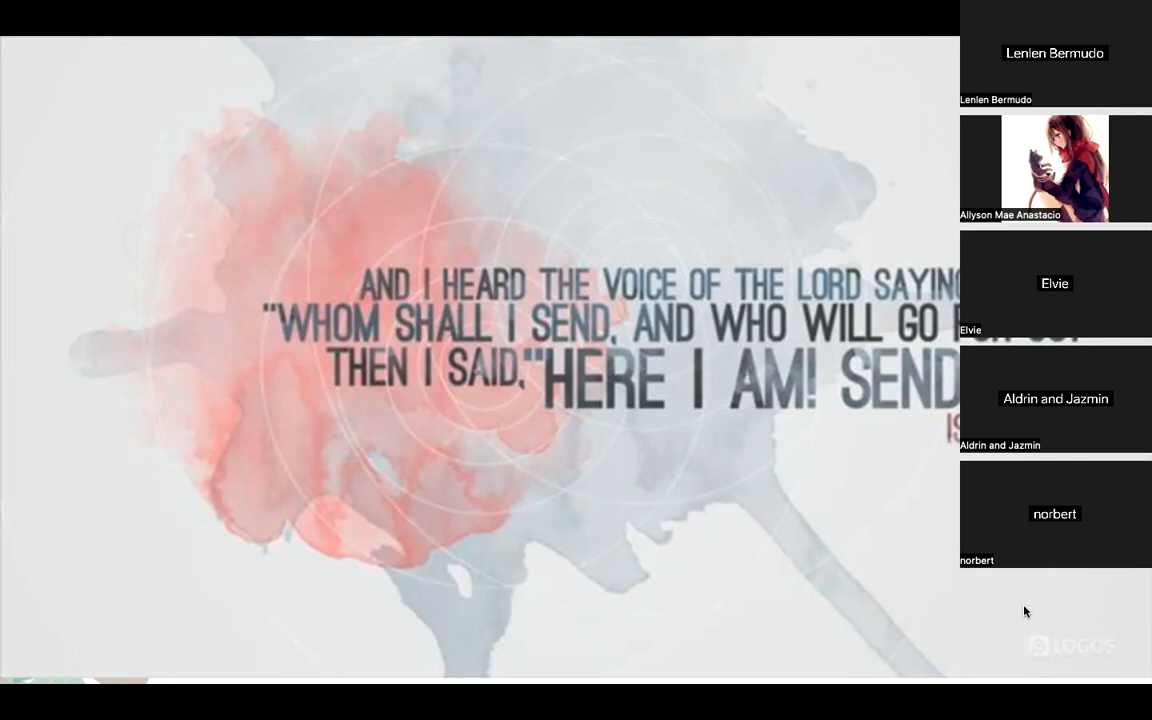 AND I HEARD THE VOICE OF THE LORD SAYING
"WHOM SHALL I SEND, AND WHO WILL GO
THEN I SAID,""HERE I AM! SEND
LOGOS
Lenlen Bermudo
Lenlen Bermudo
Allyson Mae Anastacio
Elvie
Elvie
Aldrin and Jazmin
Aldrin and Jazmin
norbert
norbert